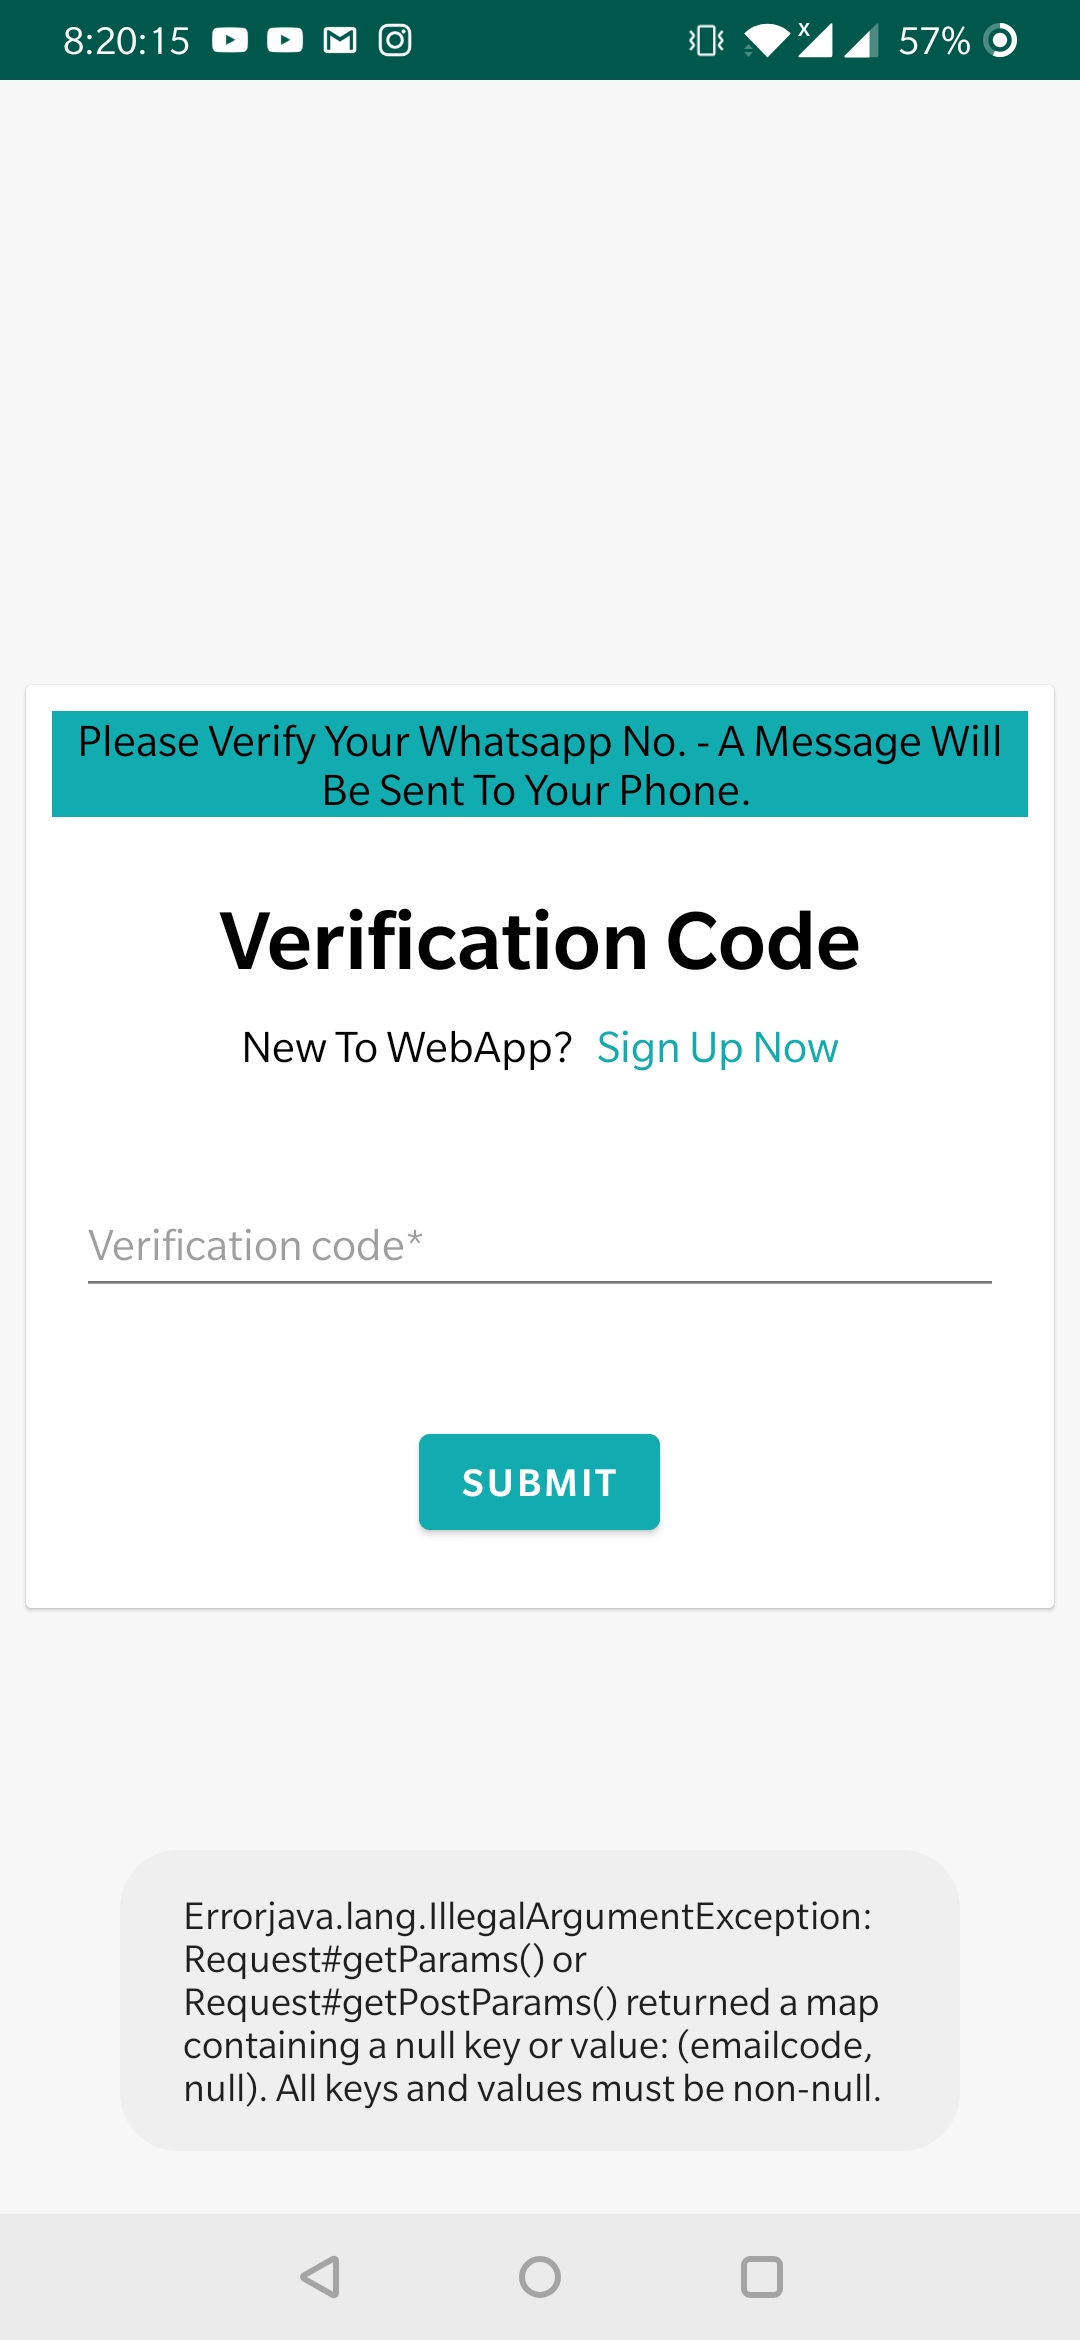 8:20:15
57%
Please Verify Your Whatsapp No. - A Message Will
Be Sent To Your Phone.
Verification Code
New To WebApp? Sign Up Now
Verification code*
SUBMIT
Errorjava.lang.IllegalArgumentException:
Request#getParams() or
Request#getPostParams() returned a map
containing a null key or value: (emailcode,
null). All keys and values must be non-null.